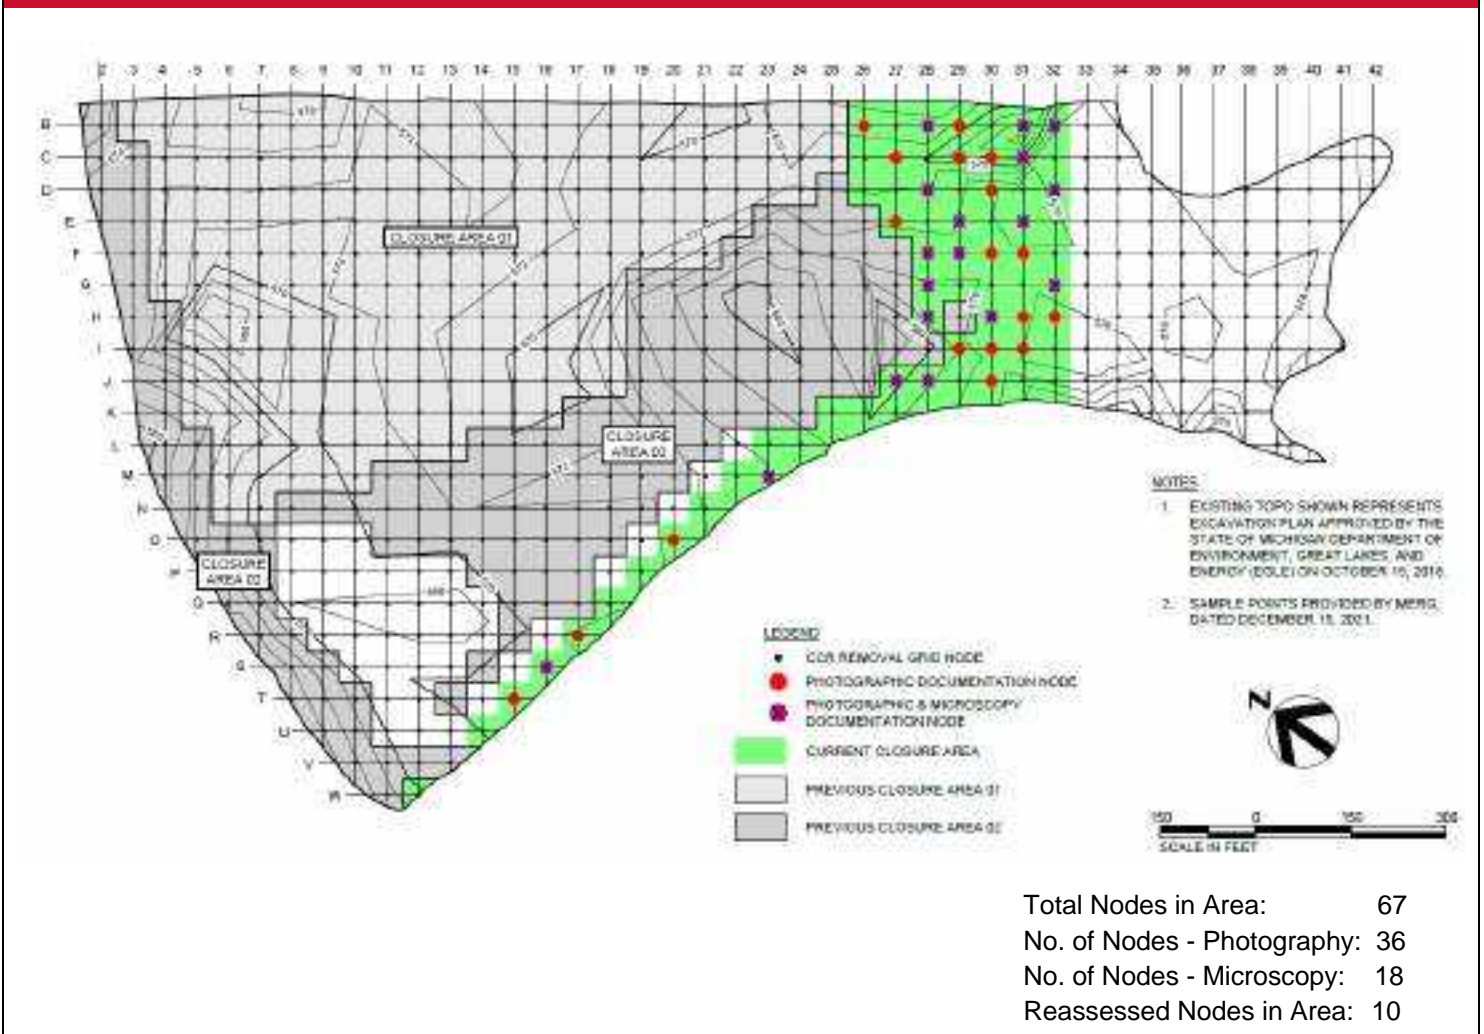 2 3 4 5 6 7 8 9 10 11 12 13 14 15 16 17 18 19 20 21 22 23 24 25 26 27 28 29 30 31 32 33 34 35 36 37 38 39 40 41 42
B
C
D
E
F
G
H
I
J
K
L
M
N
O
P
Q
R
S
T
U
V
W
CLOSURE AREA 01
CLOSURE
AREA 02
CLOSURE
AREA 02
NOTES
1. EXISTING TOPO SHOWN REPRESENTS
EXCAVATION PLAN APPROVED BY THE
STATE OF MICHIGAN DEPARTMENT OF
ENVIRONMENT, GREAT LAKES, AND
ENERGY (EGLE) ON OCTOBER
2. SAMPLE POINTS PROVIDED BY MERG,
DATED DECEMBER 15, 2021.
LEGEND
CCR REMOVAL GRID NODE
PHOTOGRAPHIC DOCUMENTATION NODE
PHOTOGRAPHIC & MICROSCOPY
DOCUMENTATION NODE
CURRENT CLOSURE AREA
PREVIOUS CLOSURE AREA 01
PREVIOUS CLOSURE AREA 02
N
150 0 150 300
SCALE IN FEET
Total Nodes in Area: 67
No. of Nodes - Photography: 36
No. of Nodes - Microscopy: 18
Reassessed Nodes in Area: 10